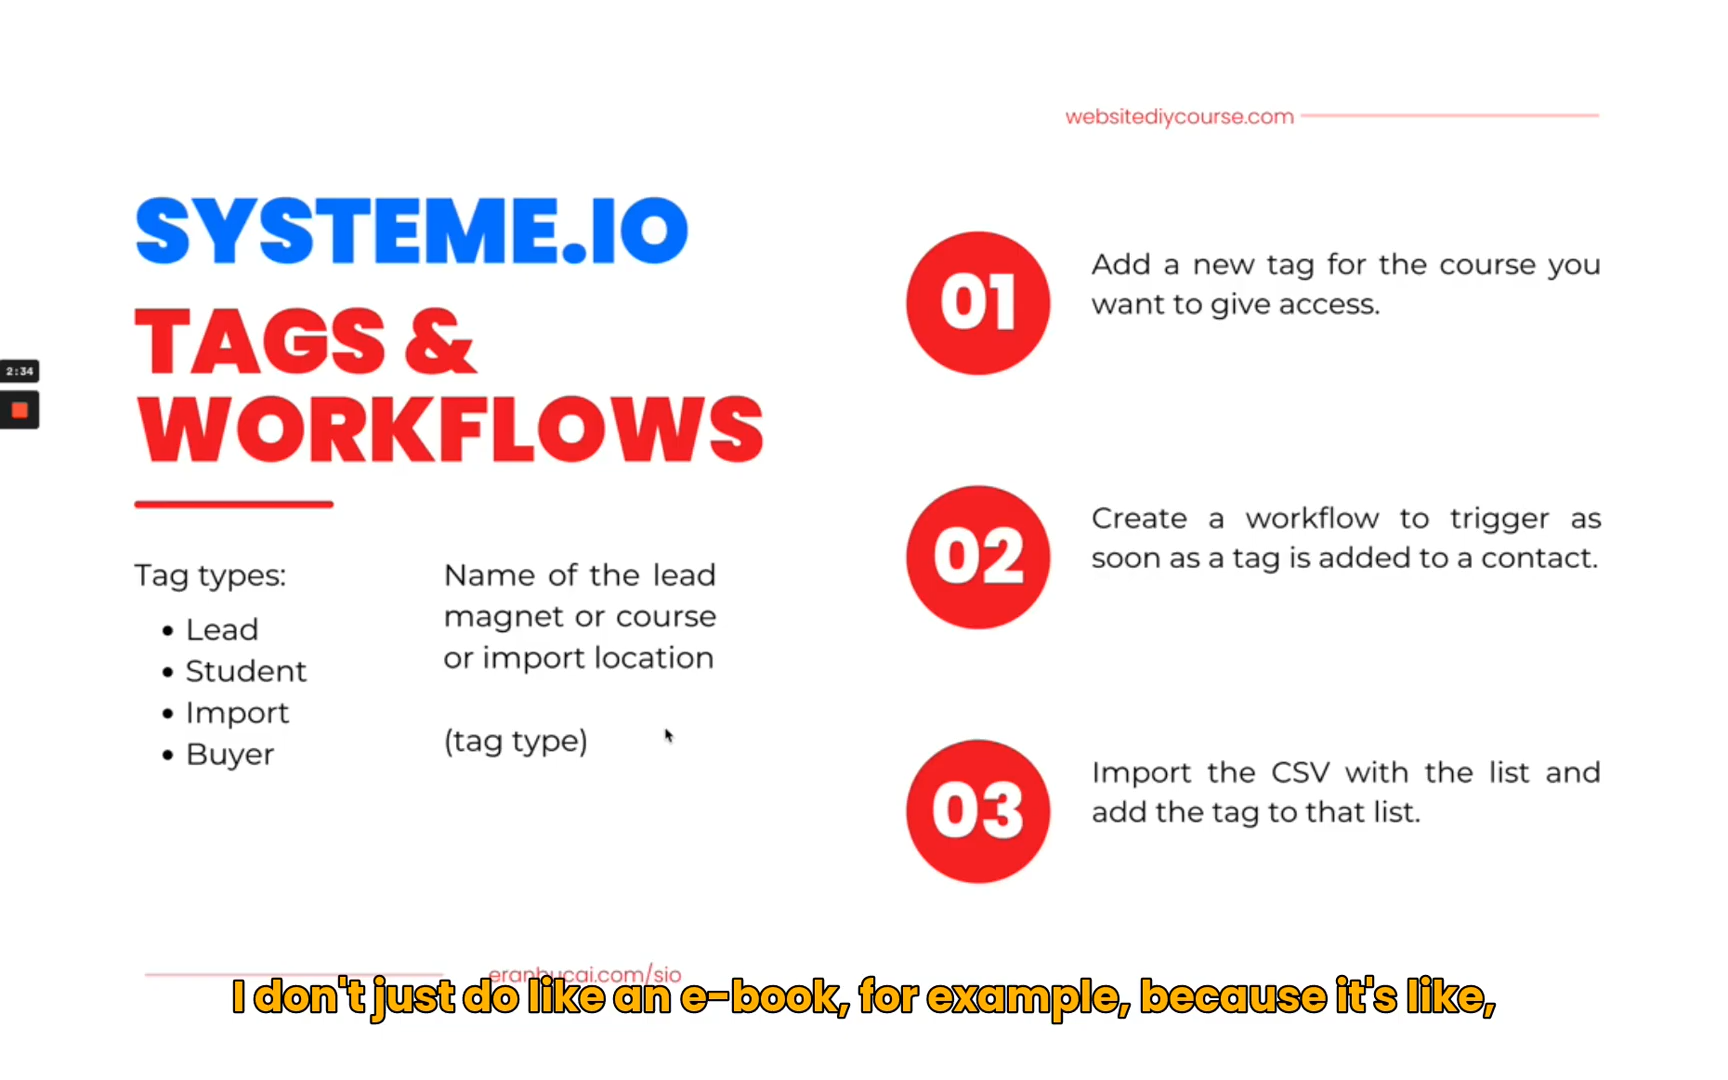 websitediycourse.com
SYSTEME.IO
TAGS &
WORKFLOWS
Tag types:
• Lead
• Student
• Import
• Buyer
Name of the lead
magnet or course
or import location
(tag type)
01
Add a new tag for the course you
want to give access.
02
Create a workflow to trigger as
soon as a tag is added to a contact.
03
Import the CSV with the list and
add the tag to that list.
2:34
eranbucai.com/sio
I don't just do like an e-book, for example, because it's like,